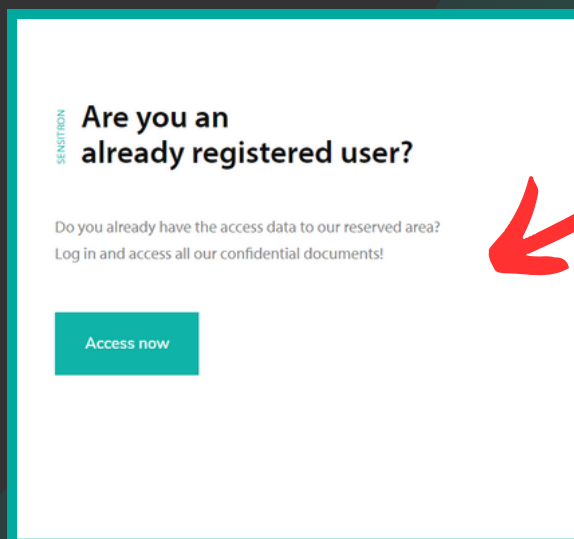 SENSITRON
Are you an
already registered user?
Do you already have the access data to our reserved area?
Log in and access all our confidential documents!
Access now